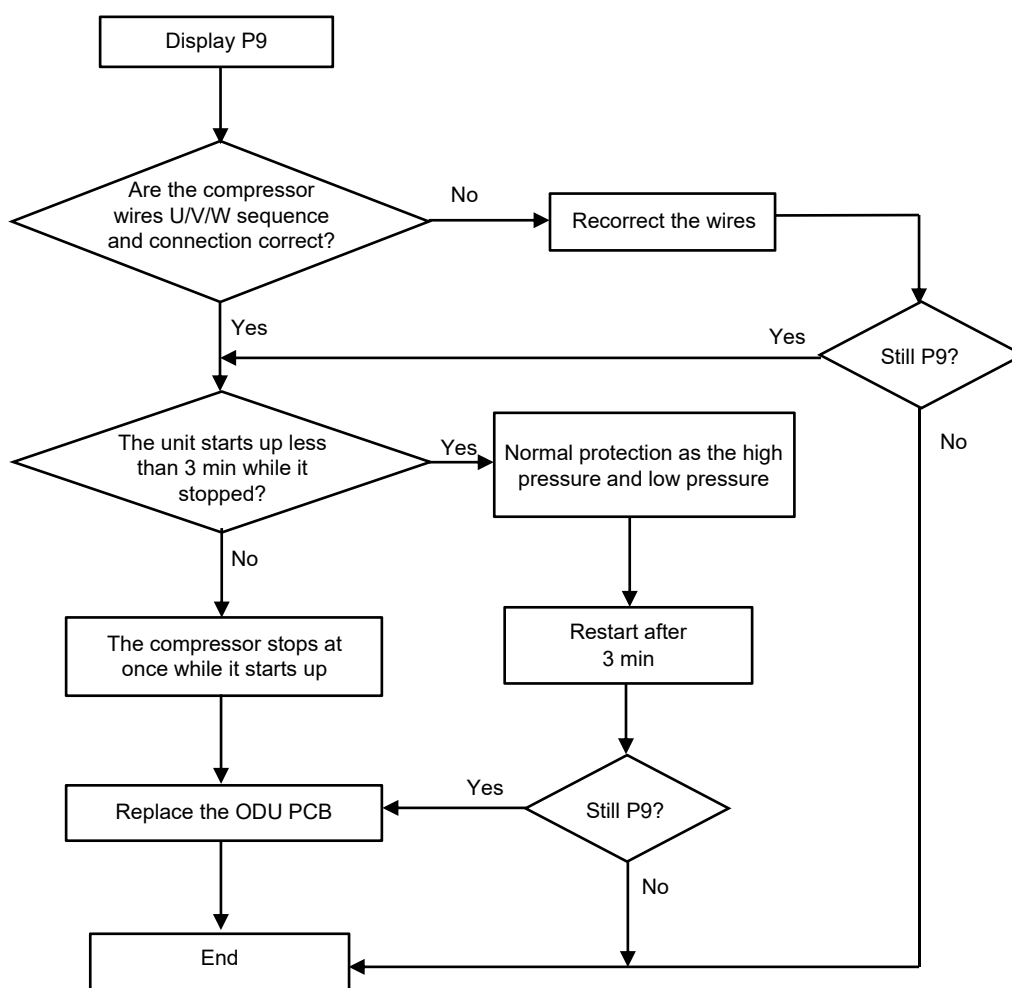 Display P9
Are the compressor
wires U/V/W sequence
and connection correct?
No
Recorrect the wires
Yes
Yes
Still P9?
No
The unit starts up less
than 3 min while it
stopped?
Yes
Normal protection as the high
pressure and low pressure
No
The compressor stops at
once while it starts up
Restart after
3 min
Replace the ODU PCB
Yes
Still P9?
No
End